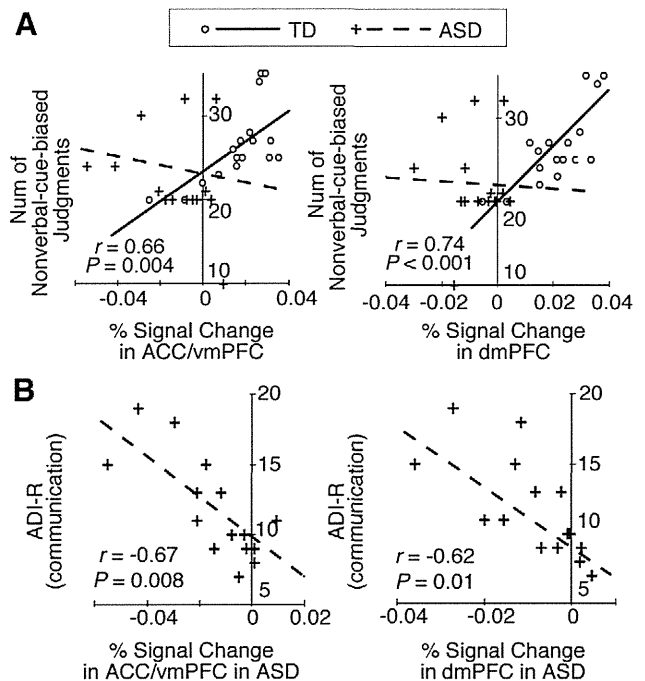 A
TD ASD
Num of
Nonverbal-cue-biased
Judgments
30
20
10
r = 0.66
P = 0.004
-0.04 0 0.04
% Signal Change
in ACC/vmPFC
Num of
Nonverbal-cue-biased
Judgments
30
20
10
r = 0.74
P < 0.001
-0.04 -0.02 0 0.02 0.04
% Signal Change
in dmPFC
B
ADI-R
(communication)
20
15
10
5
r = -0.67
P = 0.008
-0.04 0 0.02
% Signal Change
in ACC/vmPFC in ASD
ADI-R
(communication)
20
15
10
5
r = -0.62
P = 0.01
-0.04 -0.02 0
% Signal Change
in dmPFC in ASD